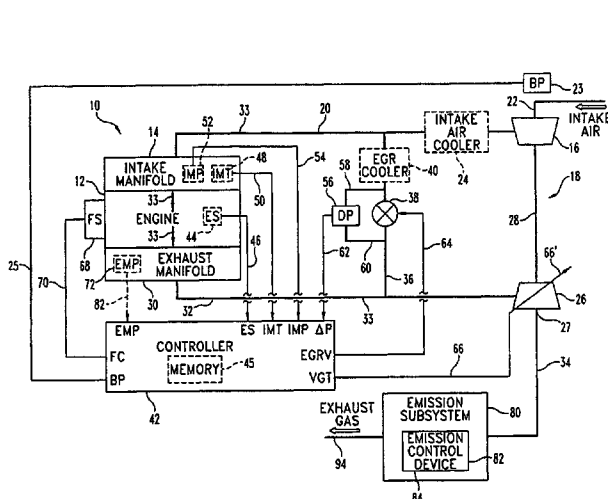 BP
23
22
INTAKE
AIR
10
14
33
52
20
INTAKE
AIR
COOLER
16
48
24
18
INTAKE
MANIFOLD
IMP
IMT
54
58
EGR
COOLER
40
12
33
50
56
38
28
FS
ENGINE
ES
DP
66'
33
44
68
EXHAUST
MANIFOLD
46
60
64
25
70
72
EMP
62
36
26
82
30
32
33
27
EMP
ES
IMT
IMP
ΔP
CONTROLLER
FC
MEMORY
45
EGRV
66
34
BP
VGT
42
EXHAUST
GAS
EMISSION
SUBSYSTEM
80
EMISSION
CONTROL
DEVICE
94
82
84